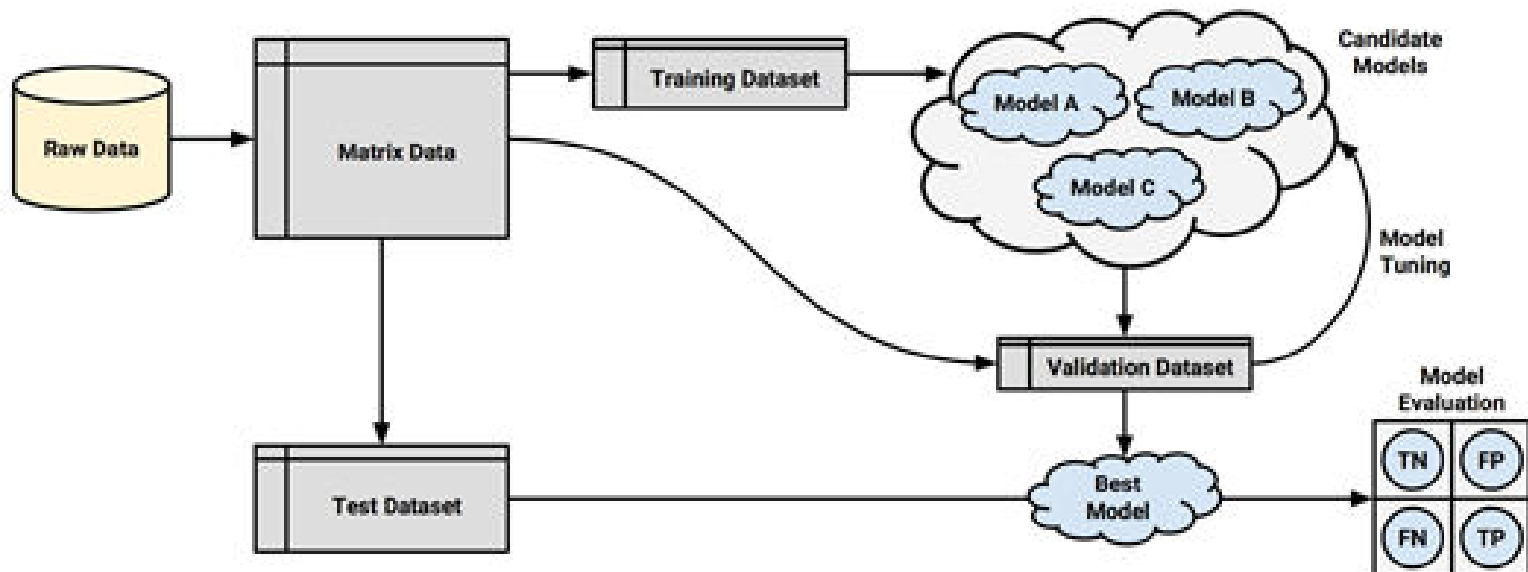 Raw Data
Matrix Data
Training Dataset
Model A
Model B
Model C
Candidate
Models
Model
Tuning
Validation Dataset
Test Dataset
Best
Model
Model
Evaluation
TN
FP
FN
TP